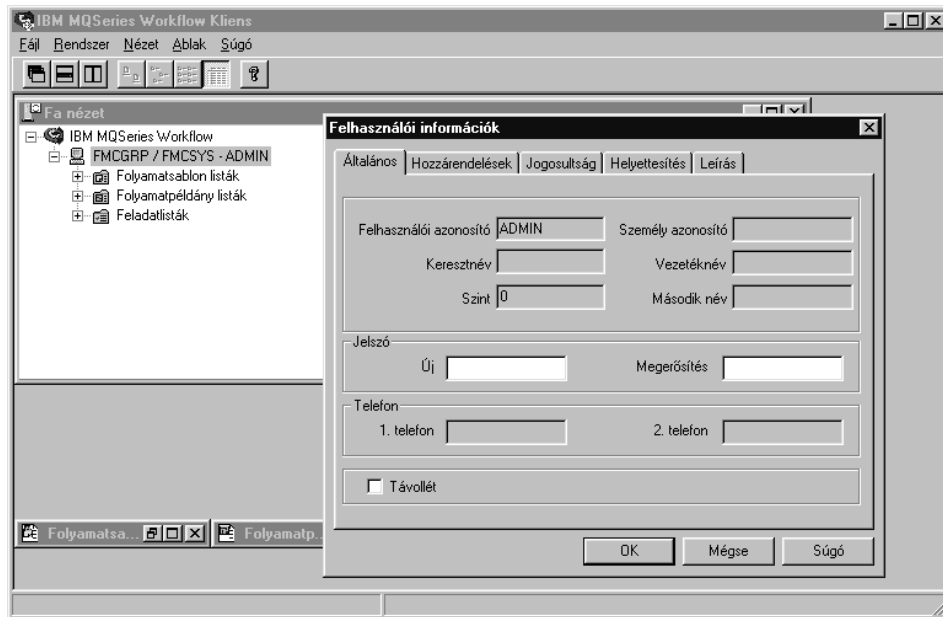 IBM MQSeries Workflow Kliens
Fájl Rendszer Nézet Ablak Súgó
Fa nézet
IBM MQSeries Workflow
FMCGRP / FMCSYS - ADMIN
Folyamatsablon listák
Folyamatpéldány listák
Feladatlisták
Felhasználói információk
Általános Hozzárendelések Jogosultság Helyettesítés Leírás
Felhasználói azonosító ADMIN Személy azonosító
Keresztnév Vezetéknév
Szint 0 Második név
Jelszó
Új Megerősítés
Telefon
1. telefon 2. telefon
Távollét
OK Mégse Súgó
Folyamatsa... Folyamatp...